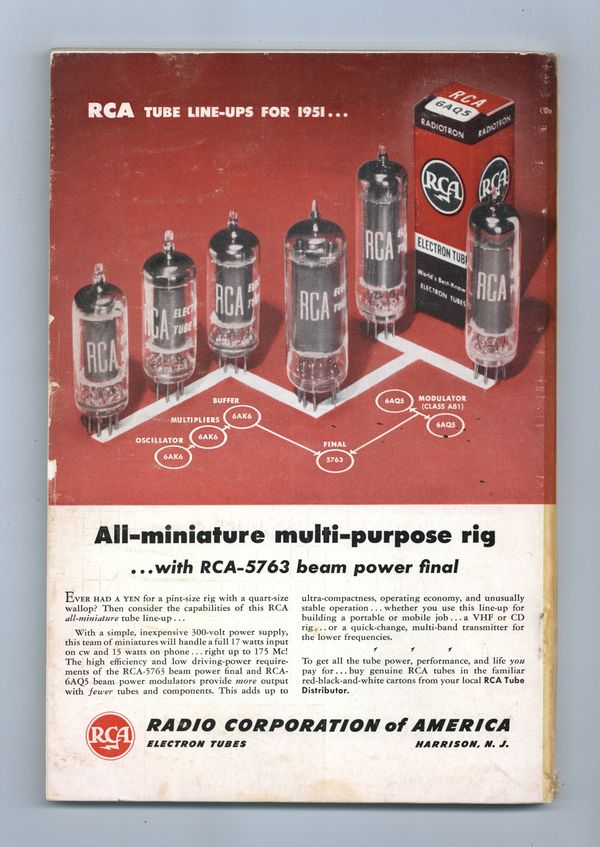 RCA TUBE LINE-UPS FOR 1951...
RCA
6AQ5
RADIOTRON
RADIOTRON
RCA
RCA
ELECTRON TUBE
World's Best-Known
ELECTRON TUBES
RCA
RCA
ELECT
TUBE
RCA
RCA
RCA
RCA
BUFFER
6AK6
MULTIPLIERS
6AK6
OSCILLATOR
6AK6
FINAL
5763
6AQ5
MODULATOR
(CLASS AB1)
6AQ5
All-miniature multi-purpose rig
...with RCA-5763 beam power final
EVER HAD A YEN for a pint-size rig with a quart-size
wallop? Then consider the capabilities of this RCA
all-miniature tube line-up...
With a simple, inexpensive 300-volt power supply,
this team of miniatures will handle a full 17 watts input
on cw and 15 watts on phone...right up to 175 Mc!
The high efficiency and low driving-power require-
ments of the RCA-5763 beam power final and RCA-
6AQ5 beam power modulators provide more output
with fewer tubes and components. This adds up to
ultra-compactness, operating economy, and unusually
stable operation...whether you use this line-up for
building a portable or mobile job...a VHF or CD
rig...or a quick-change, multi-band transmitter for
the lower frequencies.
To get all the tube power, performance, and life you
pay for...buy genuine RCA tubes in the familiar
red-black-and-white cartons from your local RCA Tube
Distributor.
RCA
RADIO CORPORATION of AMERICA
ELECTRON TUBES
HARRISON, N. J.